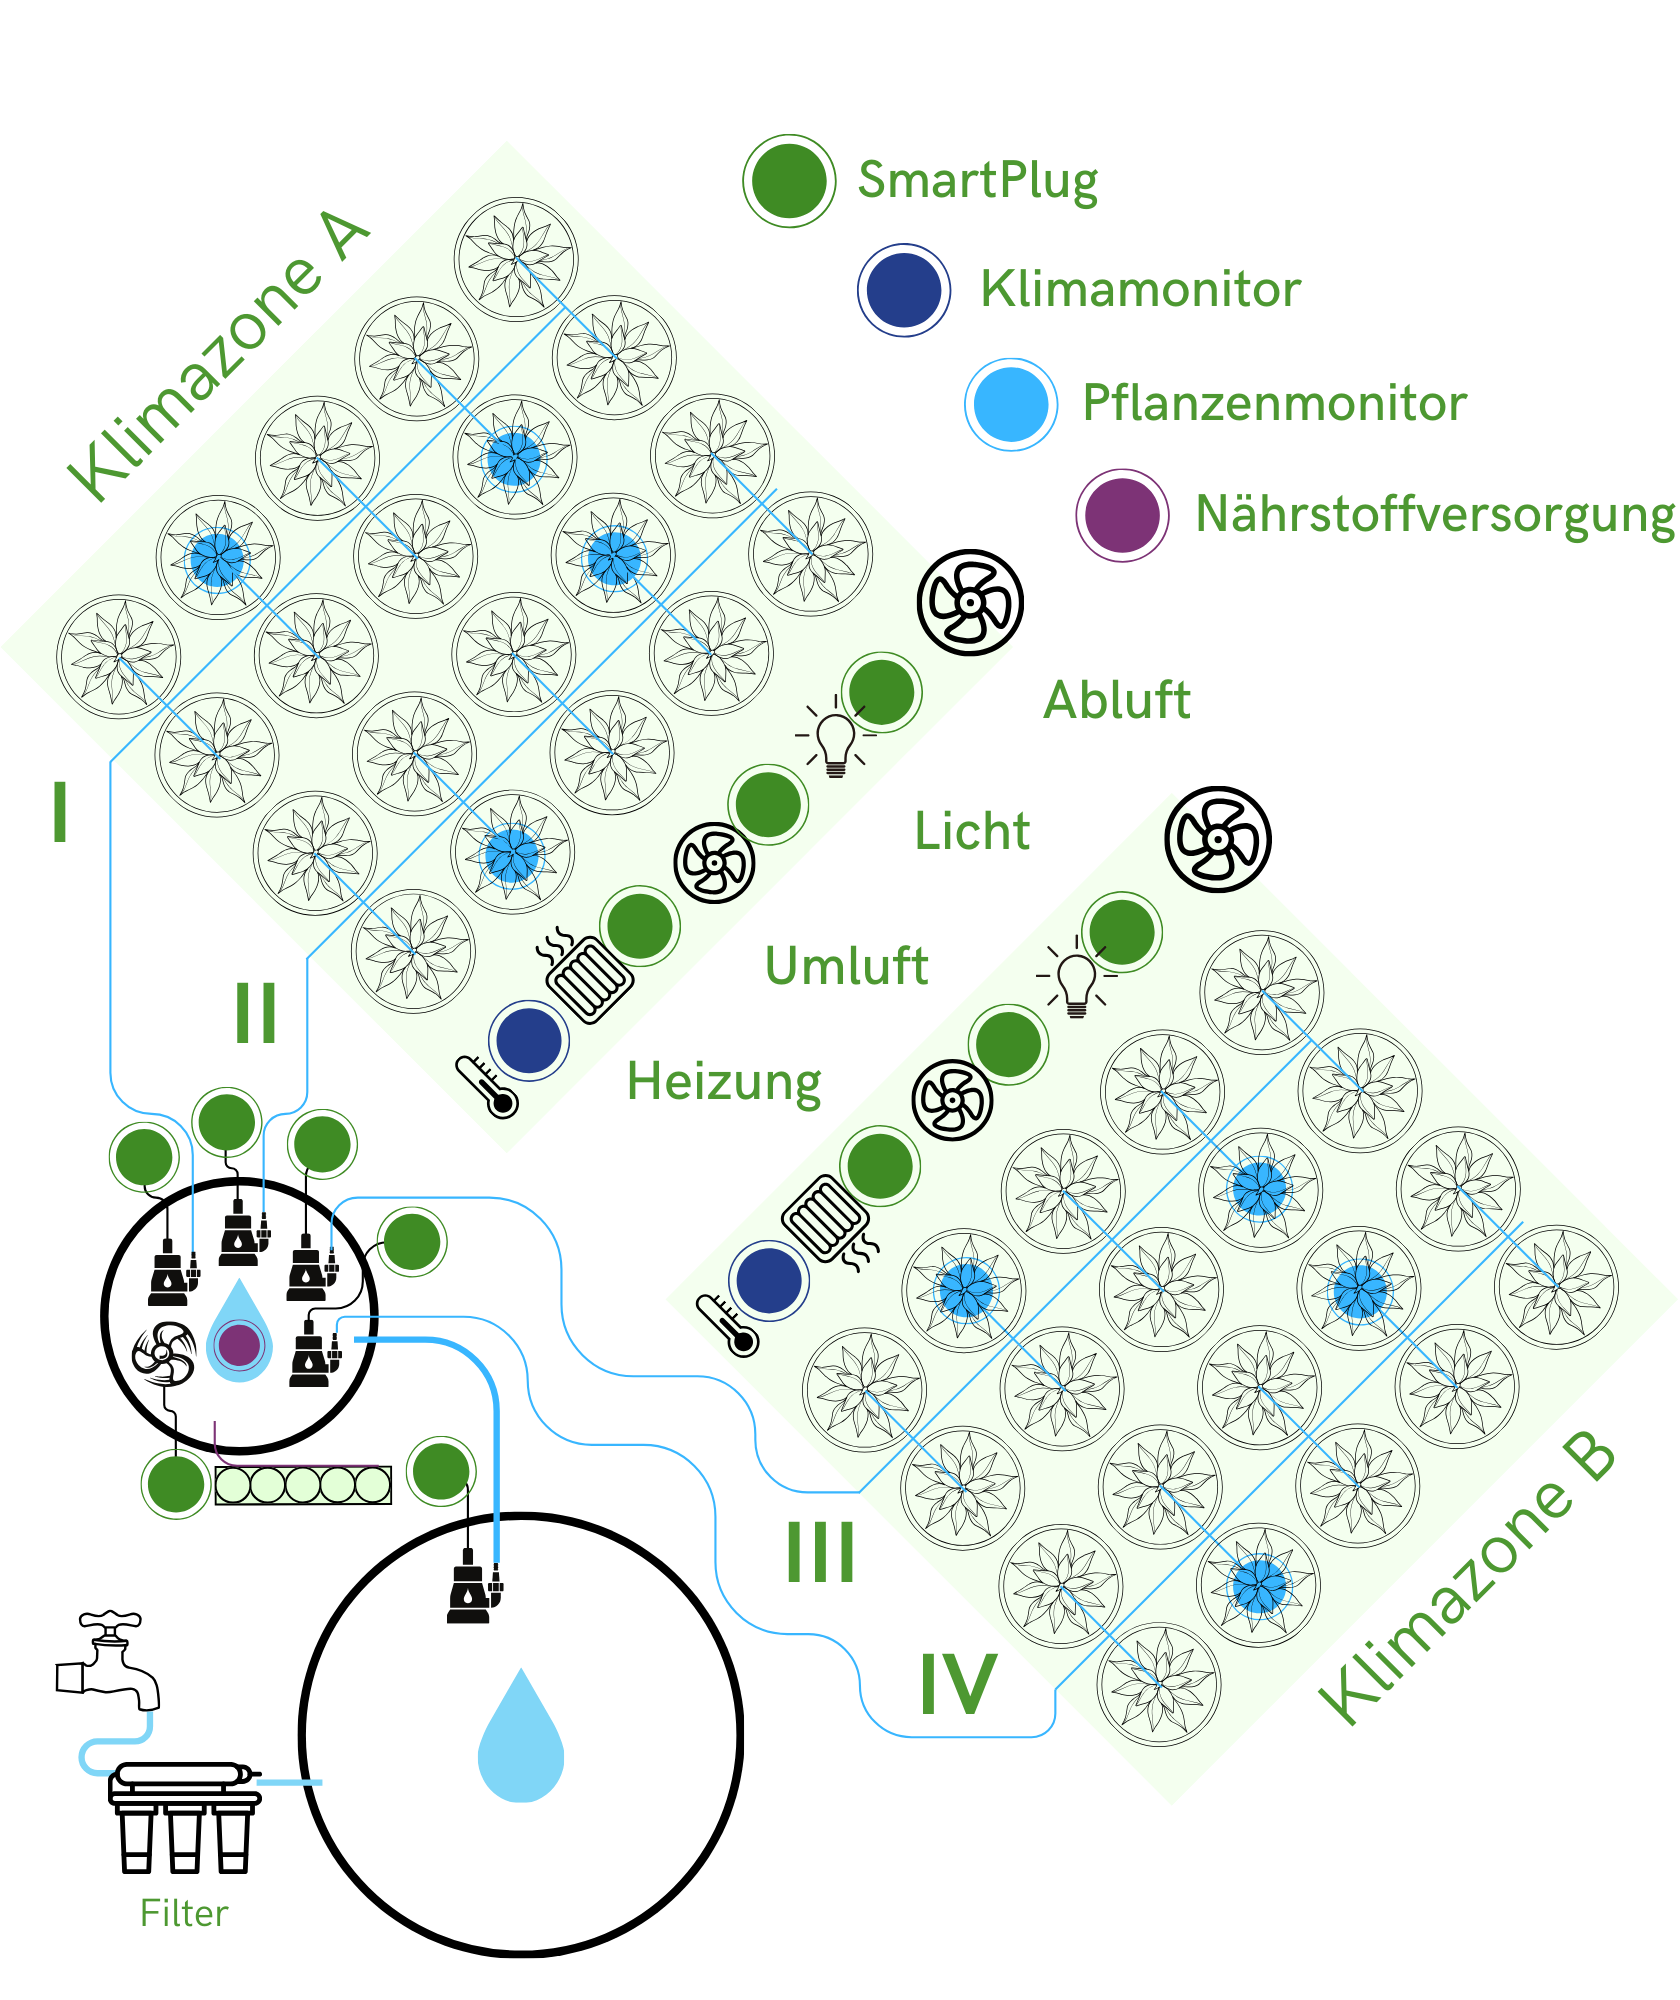 SmartPlug
Klimazone A
Klimamonitor
Pflanzenmonitor
Nährstoffversorgung
Abluft
I
Licht
Umluft
II
Heizung
III
Klimazone B
IV
Filter